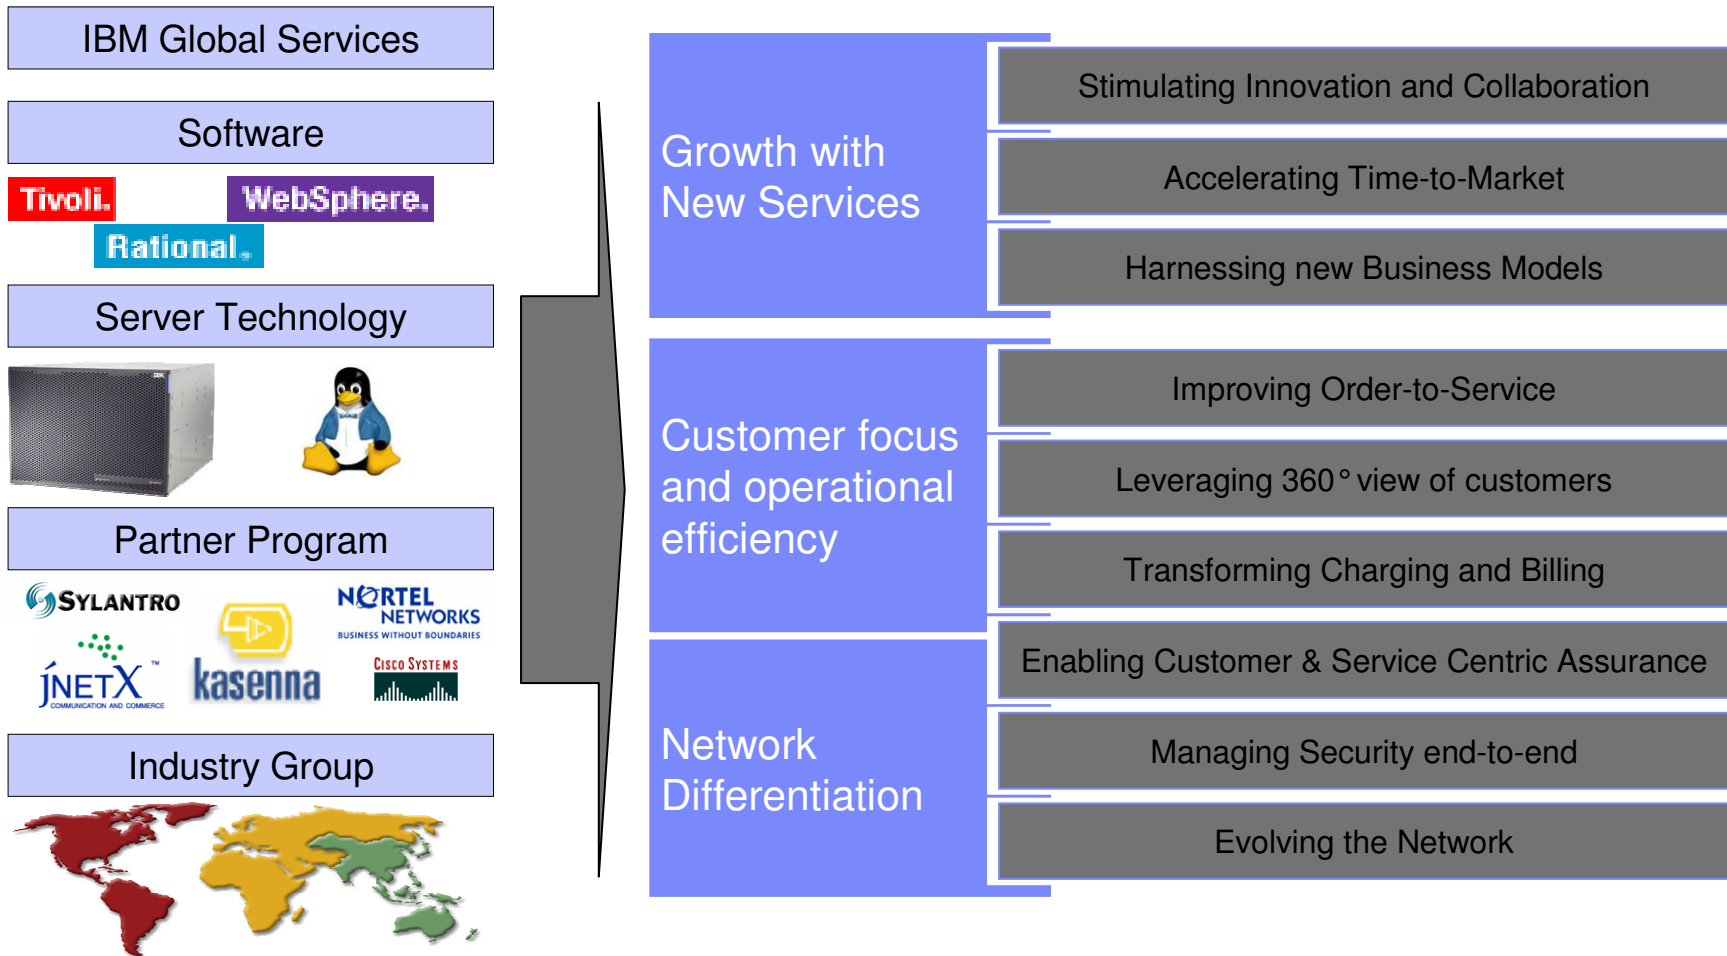 IBM Global Services
Software
Tivoli.
WebSphere.
Rational.
Server Technology
IBM
Partner Program
SYLANTRO
NORTEL
NETWORKS
BUSINESS WITHOUT BOUNDARIES
jNETX ™
COMMUNICATION AND COMMERCE
kasenna
CISCO SYSTEMS
Industry Group
Growth with
New Services
Stimulating Innovation and Collaboration
Accelerating Time-to-Market
Harnessing new Business Models
Customer focus
and operational
efficiency
Improving Order-to-Service
Leveraging 360° view of customers
Transforming Charging and Billing
Network
Differentiation
Enabling Customer & Service Centric Assurance
Managing Security end-to-end
Evolving the Network